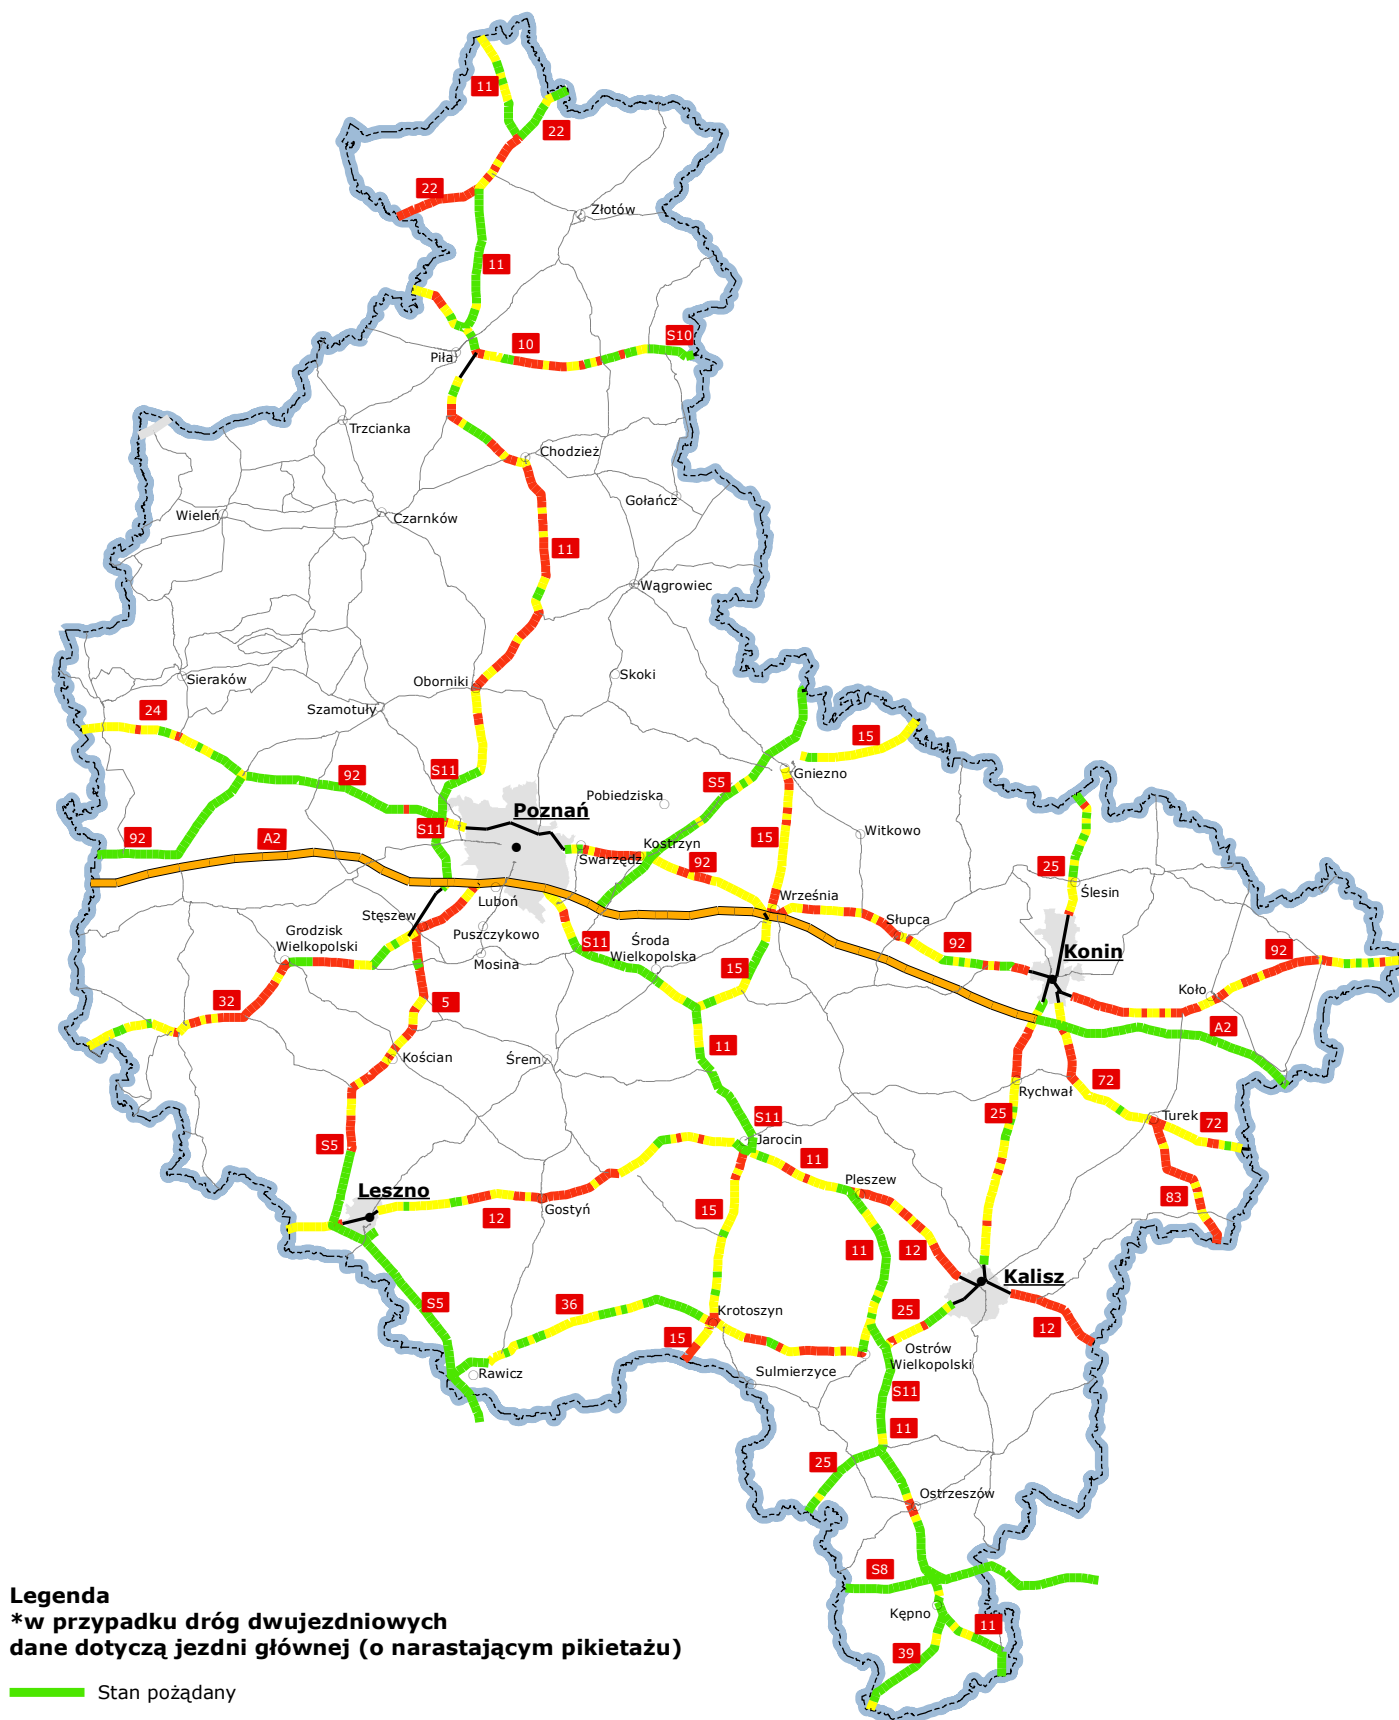 11
22
22
Złotów
11
S10
10
Piła
Trzcianka
Chodzież
Gołańcz
Wieleń
Czarnków
11
Wągrowiec
Sieraków
Oborniki
Skoki
Szamotuły
24
15
92
S11
S5
Gniezno
Pobiedziska
Poznań
S11
92
A2
15
Witkowo
Kostrzyn
Swarzędz
92
25
Ślesin
Luboń
Września
Stęszew
Słupca
Grodzisk
Wielkopolski
Puszczykowo
S11
Środa
Wielkopolska
92
Konin
92
Mosina
15
Koło
32
5
A2
11
Kościan
Śrem
72
Rychwał
25
Turek
72
S5
S11
Jarocin
11
Pleszew
Leszno
83
12
Gostyń
15
11
12
Kalisz
S5
36
Krotoszyn
25
12
15
Ostrów
Wielkopolski
Rawicz
Sulmierzyce
S11
11
25
Ostrzeszów
S8
Kępno
11
39
Legenda
*w przypadku dróg dwujezdniowych
dane dotyczą jezdni głównej (o narastającym pikietażu)
Stan pożądany